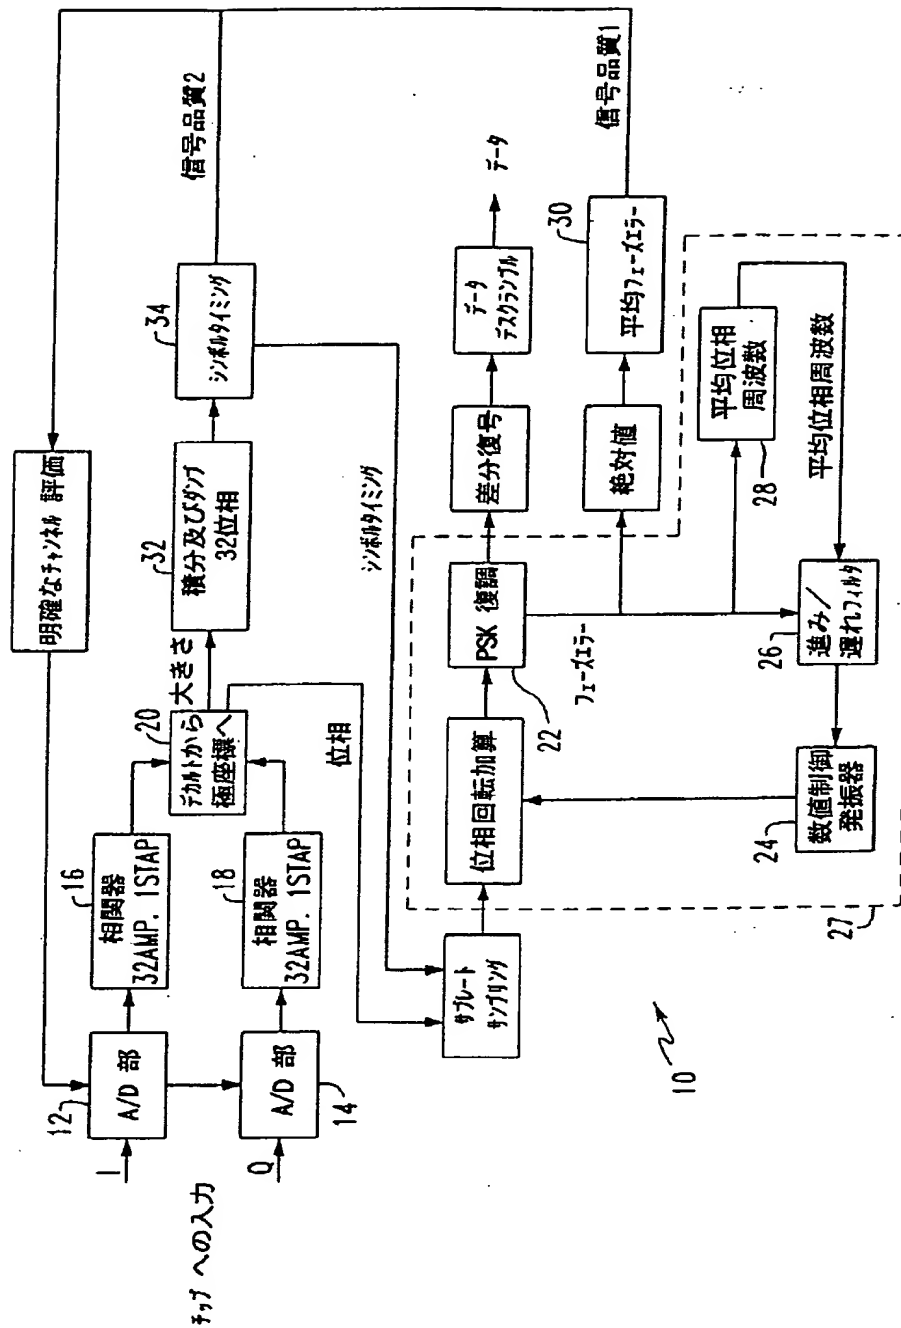 チップ への入力
I
Q
12
A/D 部
A/D 部
14
16
相関器
32AMP. 1STAP
18
相関器
32AMP. 1STAP
明確なチャンネル 評価
20
デカルトから
極座標へ
大きさ
位相
32
積分及びダンプ
32位相
34
シンボルタイミング
信号品質2
シンボルタイミング
サブレート
サンプリング
位相回転加算
PSK 復調
22
差分復号
データ
デスクランブル
データ
フェーズエラー
絶対値
30
平均フェーズエラー
信号品質1
24
数値制御
発振器
26
進み/
遅れフィルタ
28
平均位相
周波数
平均位相周波数
27
10